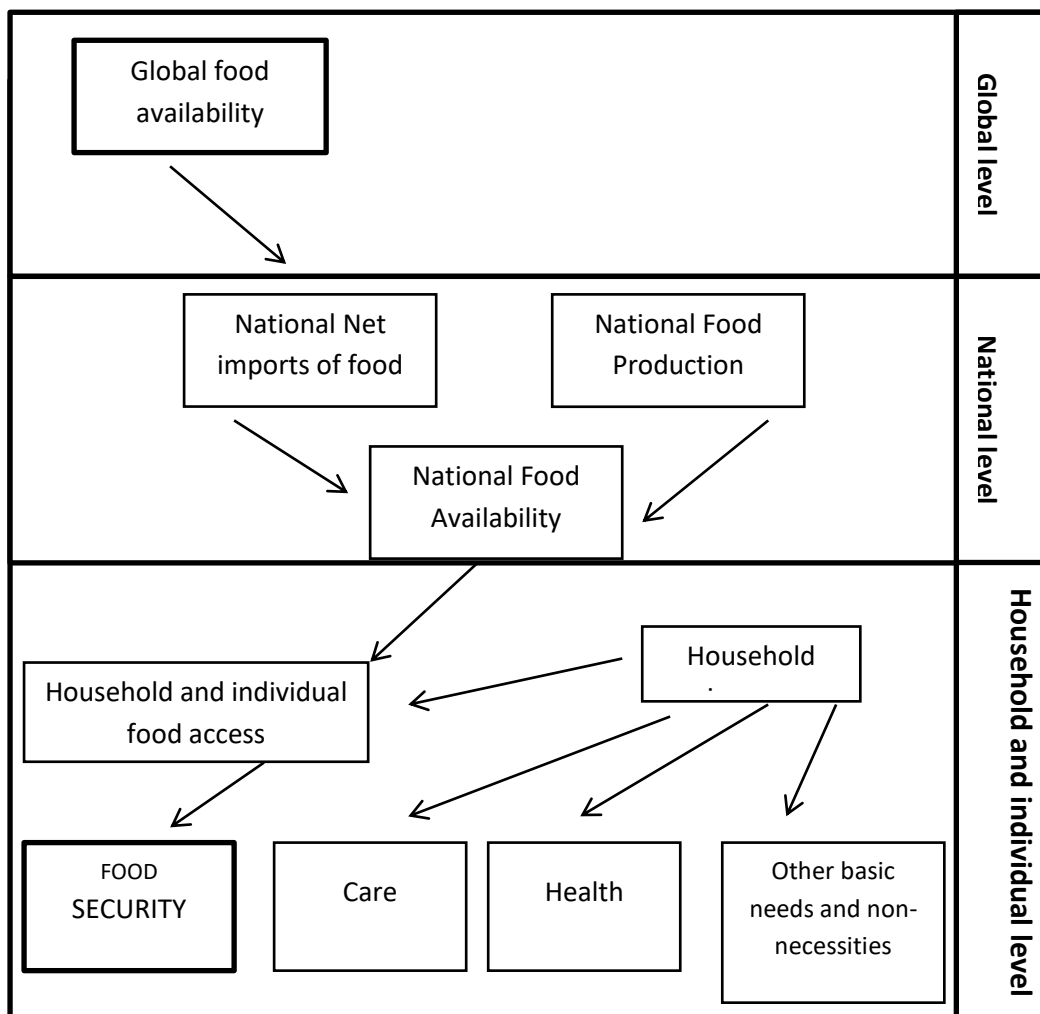 Global food
availability
Global level
National Net
imports of food
National Food
Production
National Food
Availability
National level
Household
Household and individual
food access
FOOD
SECURITY
Care
Health
Other basic
needs and non-
necessities
Household and individual level